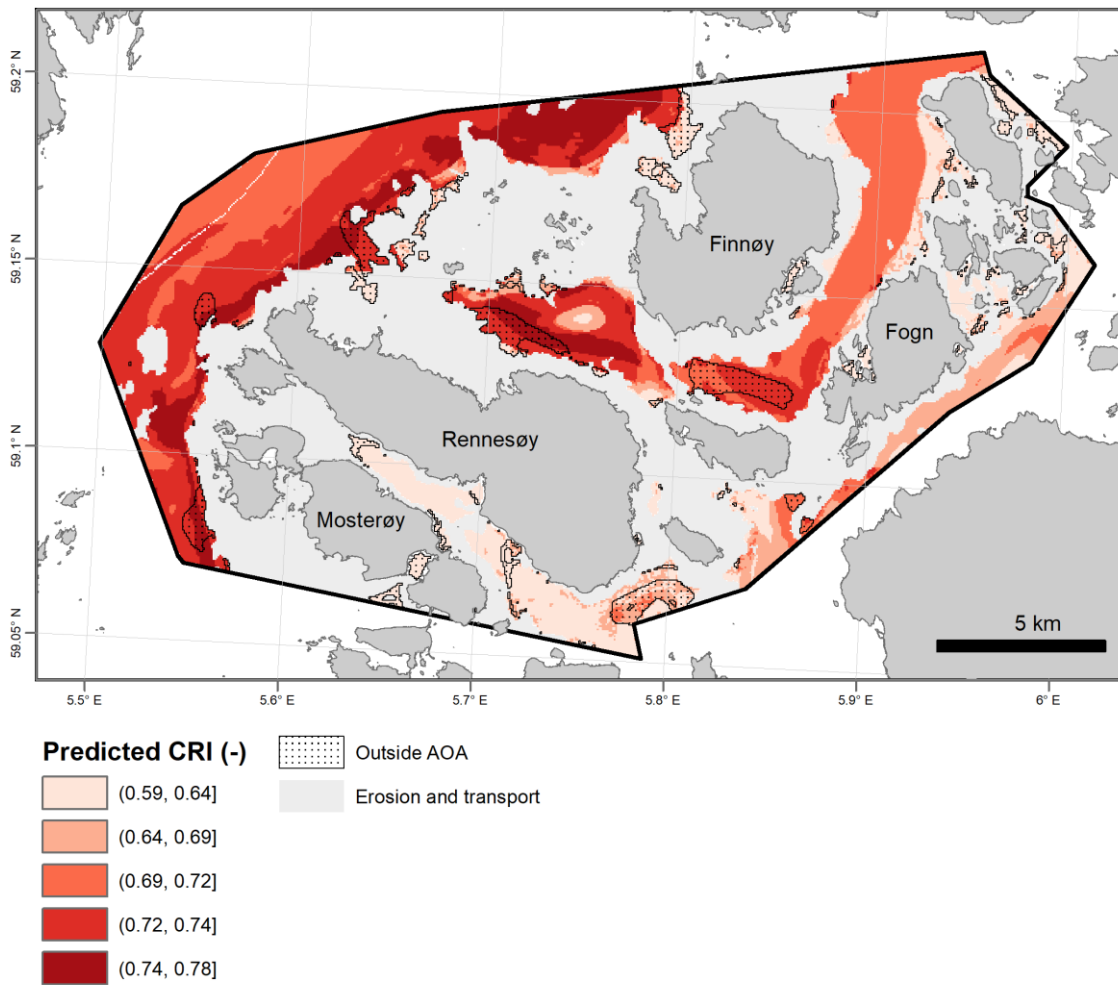 59.2° N
59.15° N
59.1° N
59.05° N
Finnøy
Fogn
Rennesøy
Mosterøy
5 km
5.5° E
5.6° E
5.7° E
5.8° E
5.9° E
6° E
Predicted CRI (-)
(0.59, 0.64]
(0.64, 0.69]
(0.69, 0.72]
(0.72, 0.74]
(0.74, 0.78]
Outside AOA
Erosion and transport